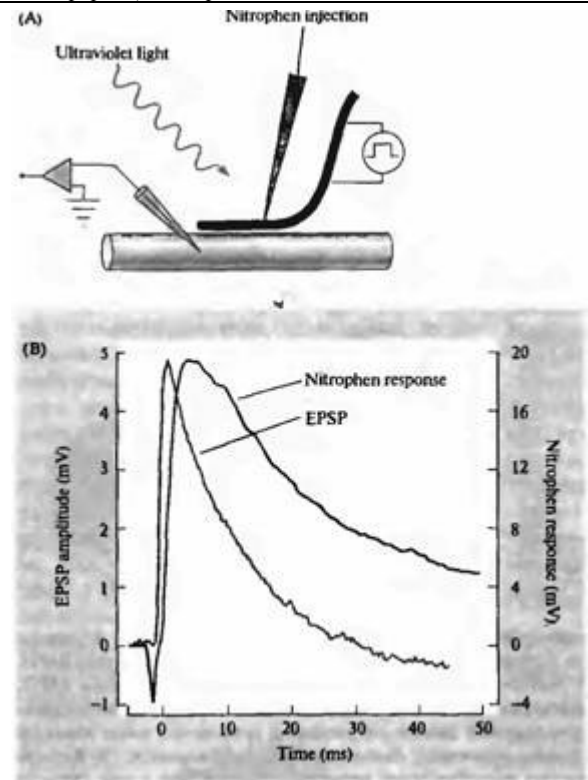 (A)
Nitrophen injection
Ultraviolet light
(B)
5
4
3
2
1
0
-1
EPSP amplitude (mV)
Nitrophen response
EPSP
20
16
12
8
4
0
-4
Nitrophen response (mV)
0
10
20
30
40
50
Time (ms)